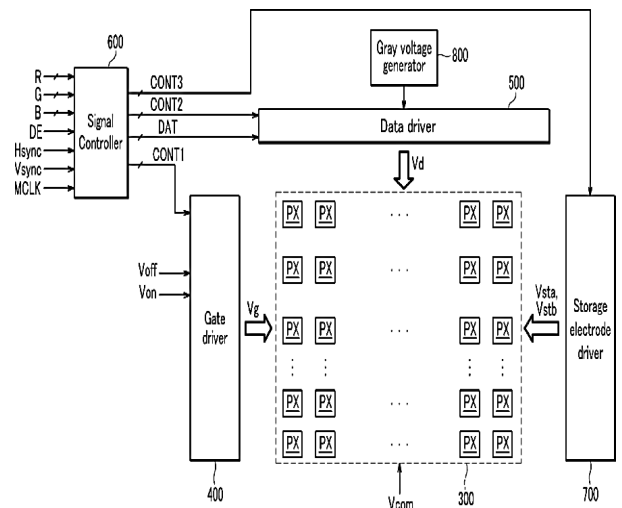 600
R
G
B
DE
Hsync
Vsync
MCLK
Signal
Controller
CONT3
CONT2
DAT
CONT1
Gray voltage
generator
800
500
Data driver
Vd
Voff
Von
Gate
driver
Vg
400
PX PX ... PX PX
PX PX ... PX PX
PX PX ... PX PX
PX PX ... PX PX
PX PX ... PX PX
Vsta,
Vstb
Storage
electrode
driver
Vcom
300
700